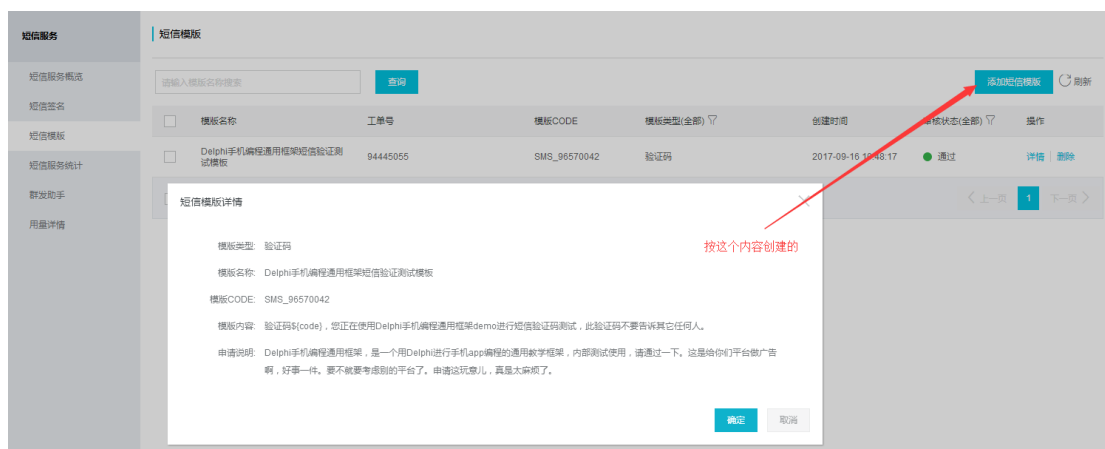 短信服务
短信模版
短信服务概览
请输入模版名称搜索
查询
添加短信模版
刷新
短信签名
模版名称
工单号
模版CODE
模版类型(全部)
创建时间
审核状态(全部)
操作
短信模版
Delphi手机编程通用框架短信验证测
试模板
94445055
SMS_96570042
验证码
2017-09-16 18:48:17
通过
详情
删除
短信服务统计
群发助手
上一页
1
下一页
用量详情
短信模版详情
按这个内容创建的
模版类型: 验证码
模版名称: Delphi手机编程通用框架短信验证测试模板
模版CODE: SMS_96570042
模版内容: 验证码${code}，您正在使用Delphi手机编程通用框架demo进行短信验证码测试，此验证码不要告诉其它任何人。
申请说明: Delphi手机编程通用框架，是一个用Delphi进行手机app编程的通用教学框架，内部测试使用，请通过一下。这是给你们平台做广告
啊，好事一件。要不就要考虑别的平台了。申请这玩意儿，真是太麻烦了。
确定
取消